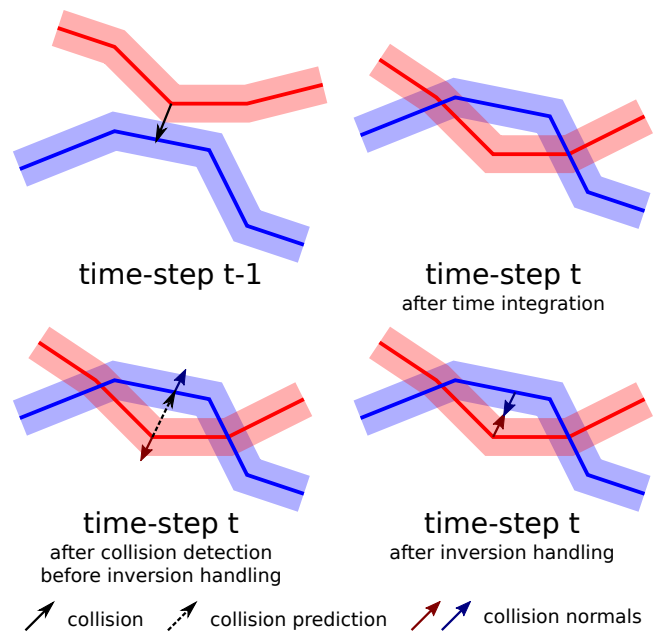 time-step t-1
time-step t
after time integration
time-step t
after collision detection
before inversion handling
time-step t
after inversion handling
collision
collision prediction
collision normals